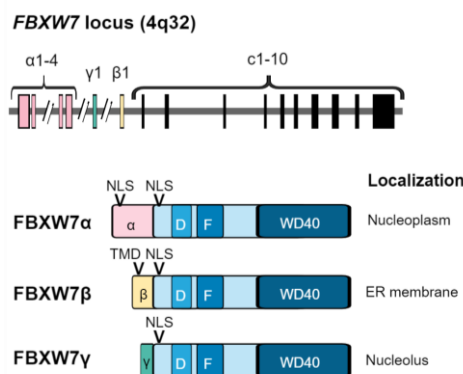 FBXW7 locus (4q32)
α1-4 γ1 β1 c1-10
Localization
NLS NLS
FBXW7α α D F WD40 Nucleoplasm
TMD NLS
FBXW7β β D F WD40 ER membrane
NLS
FBXW7γ γ D F WD40 Nucleolus